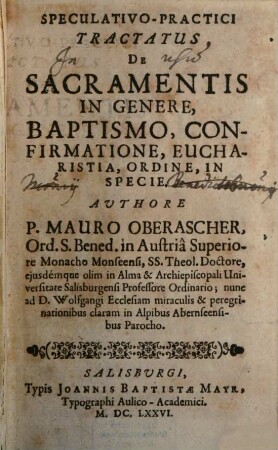 SPECULATIVO-PRACTICI
TRACTATUS,
DE
SACRAMENTIS
IN GENERE,
BAPTISMO, CON-
FIRMATIONE, EUCHA-
RISTIA, ORDINE, IN
SPECIE
AUTHORE
P. MAURO OBERASCHER,
Ord. S. Bened. in Austriâ Superio-
re Monacho Monseensi, SS. Theol. Doctore,
ejusdémque olim in Alma & Archiepiscopali Uni-
versitate Salisburgensi Professore Ordinario; nunc
ad D. Wolfgangi Ecclesiam miraculis & peregri-
nationibus claram in Alpibus Abernseensi-
bus Parocho.
SALISBURGI,
Typis JOANNIS BAPTISTÆ MAYR,
Typographi Aulico-Academici.
M. DC. LXXVI.